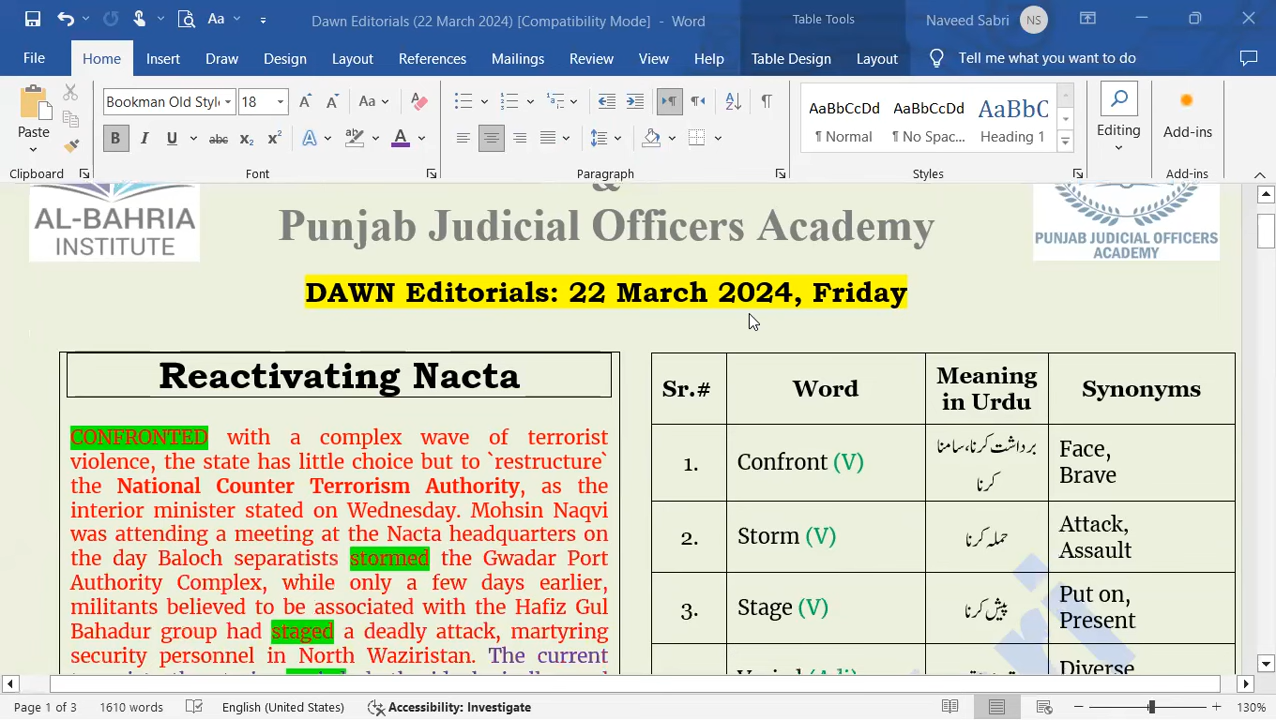 Dawn Editorials (22 March 2024) [Compatibility Mode] - Word
Table Tools
Naveed Sabri
NS
File
Home
Insert
Draw
Design
Layout
References
Mailings
Review
View
Help
Table Design
Layout
Tell me what you want to do
Paste
Clipboard
Bookman Old Styl
18
Aa
Font
Paragraph
AaBbCcDd
¶ Normal
AaBbCcDd
¶ No Spac...
AaBbC
Heading 1
Styles
Editing
Add-ins
Add-ins
AL-BAHRIA
INSTITUTE
&
Punjab Judicial Officers Academy
PUNJAB JUDICIAL OFFICERS
ACADEMY
DAWN Editorials: 22 March 2024, Friday
Reactivating Nacta
CONFRONTED with a complex wave of terrorist
violence, the state has little choice but to `restructure`
the National Counter Terrorism Authority, as the
interior minister stated on Wednesday. Mohsin Naqvi
was attending a meeting at the Nacta headquarters on
the day Baloch separatists stormed the Gwadar Port
Authority Complex, while only a few days earlier,
militants believed to be associated with the Hafiz Gul
Bahadur group had staged a deadly attack, martyring
security personnel in North Waziristan. The current
Sr.# Word Meaning in Urdu Synonyms
1. Confront (V) برداشت کرنا، سامنا کرنا Face, Brave
2. Storm (V) حملہ کرنا Attack, Assault
3. Stage (V) پیش کرنا Put on, Present
Varied (Adj) Diverse
Page 1 of 3
1610 words
English (United States)
Accessibility: Investigate
130%